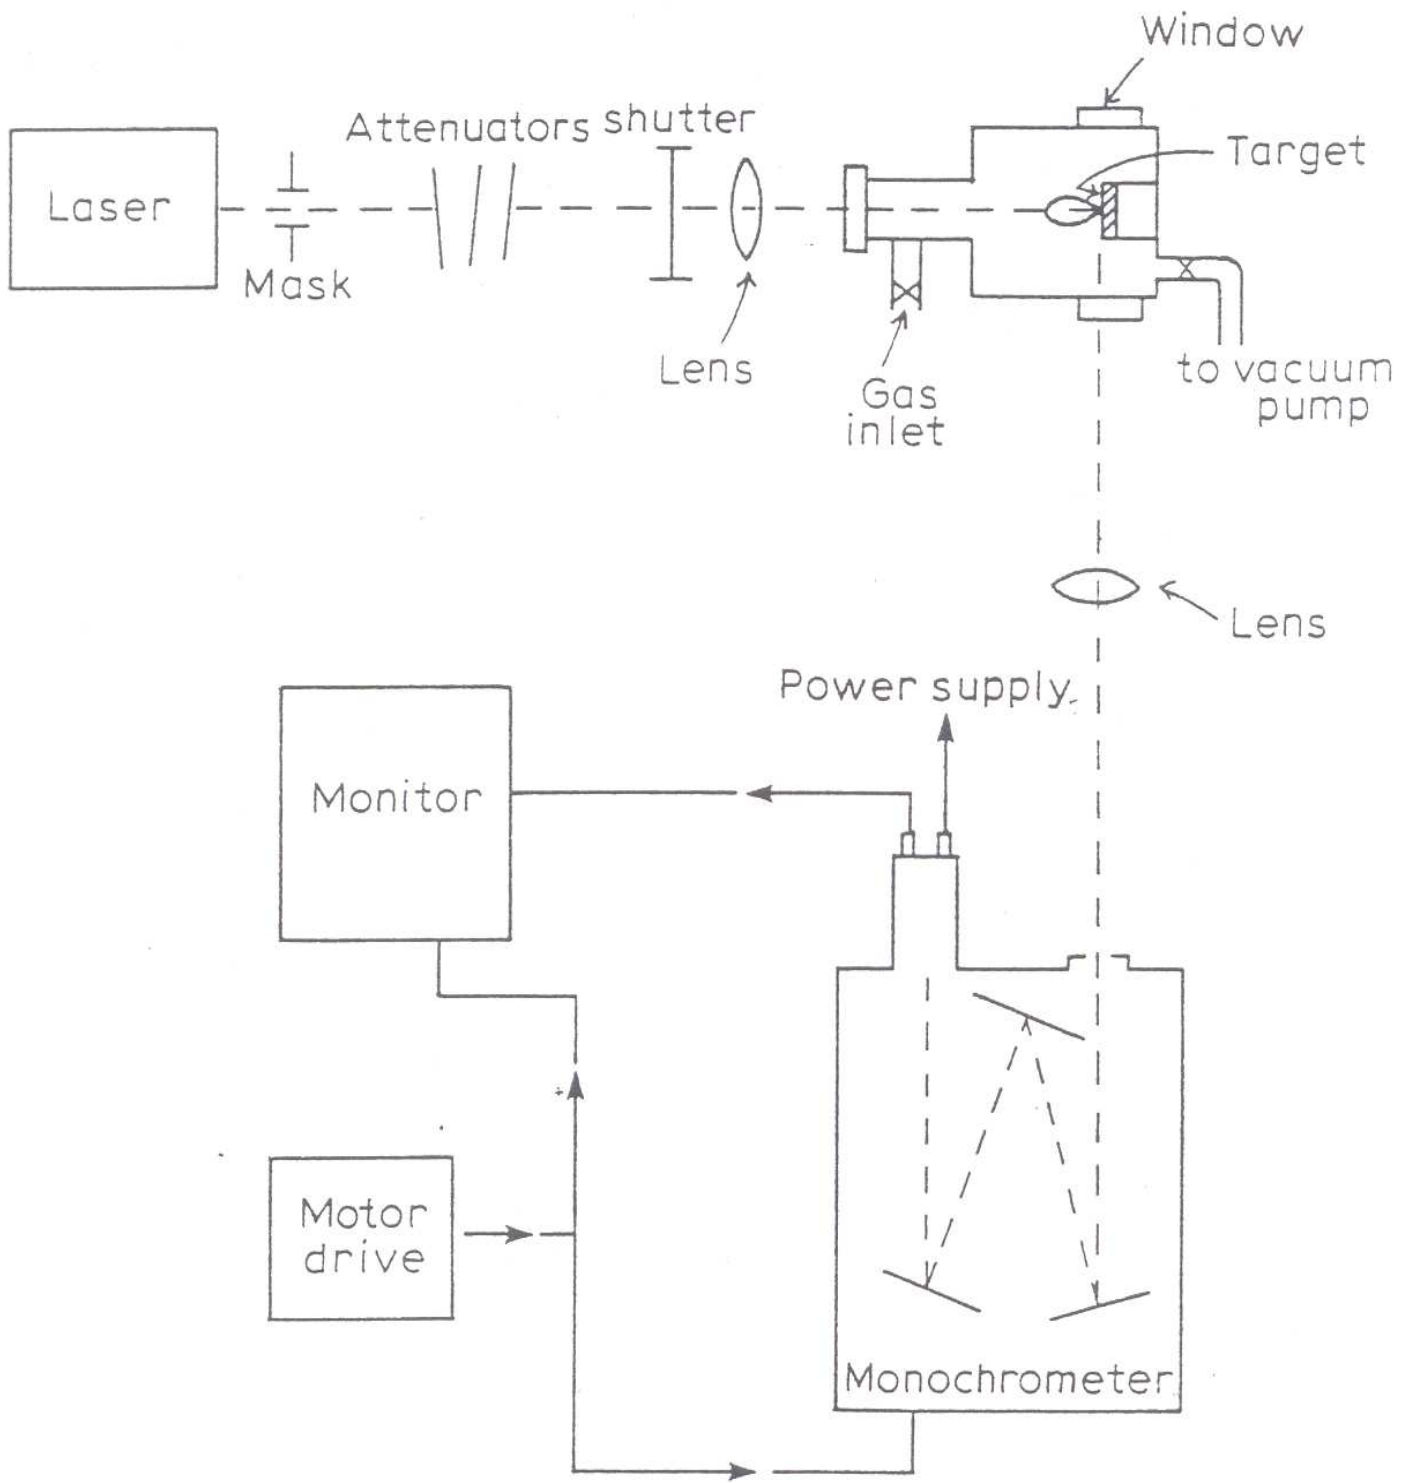 Window
Attenuators shutter
Target
Laser
Mask
Lens
Gas
inlet
to vacuum
pump
Lens
Power supply
Monitor
Motor
drive
Monochrometer